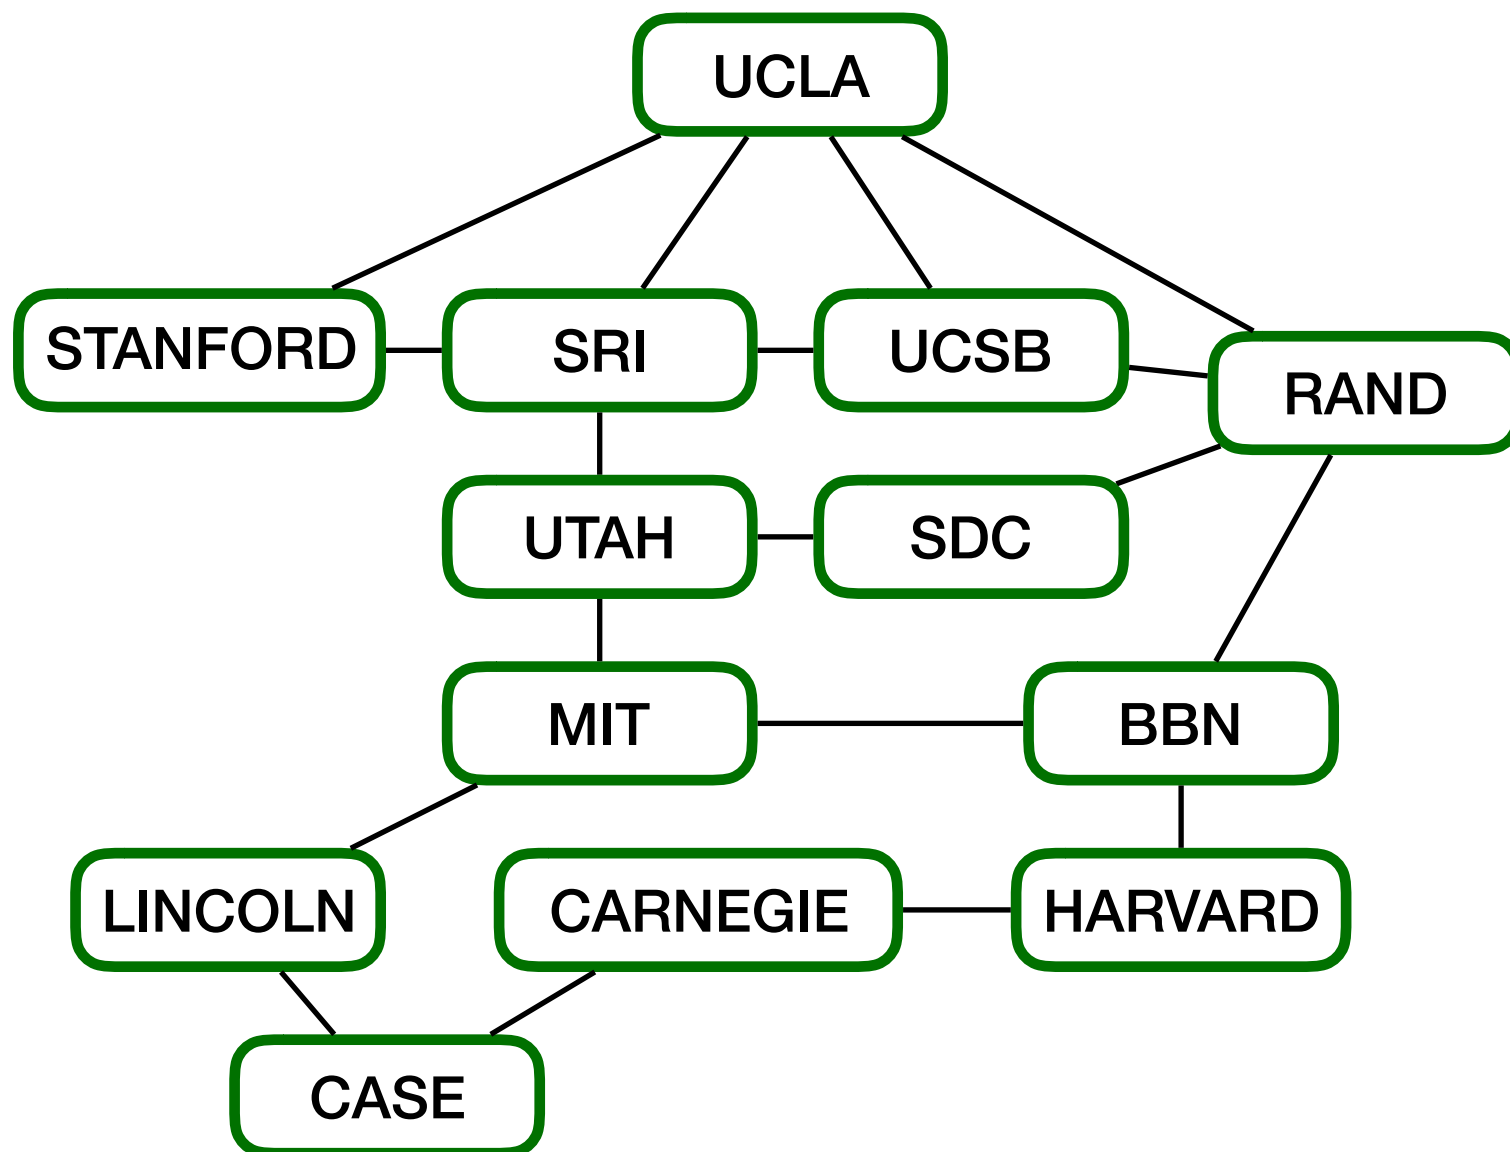 UCLA
STANFORD
SRI
UCSB
RAND
UTAH
SDC
MIT
BBN
LINCOLN
CARNEGIE
HARVARD
CASE